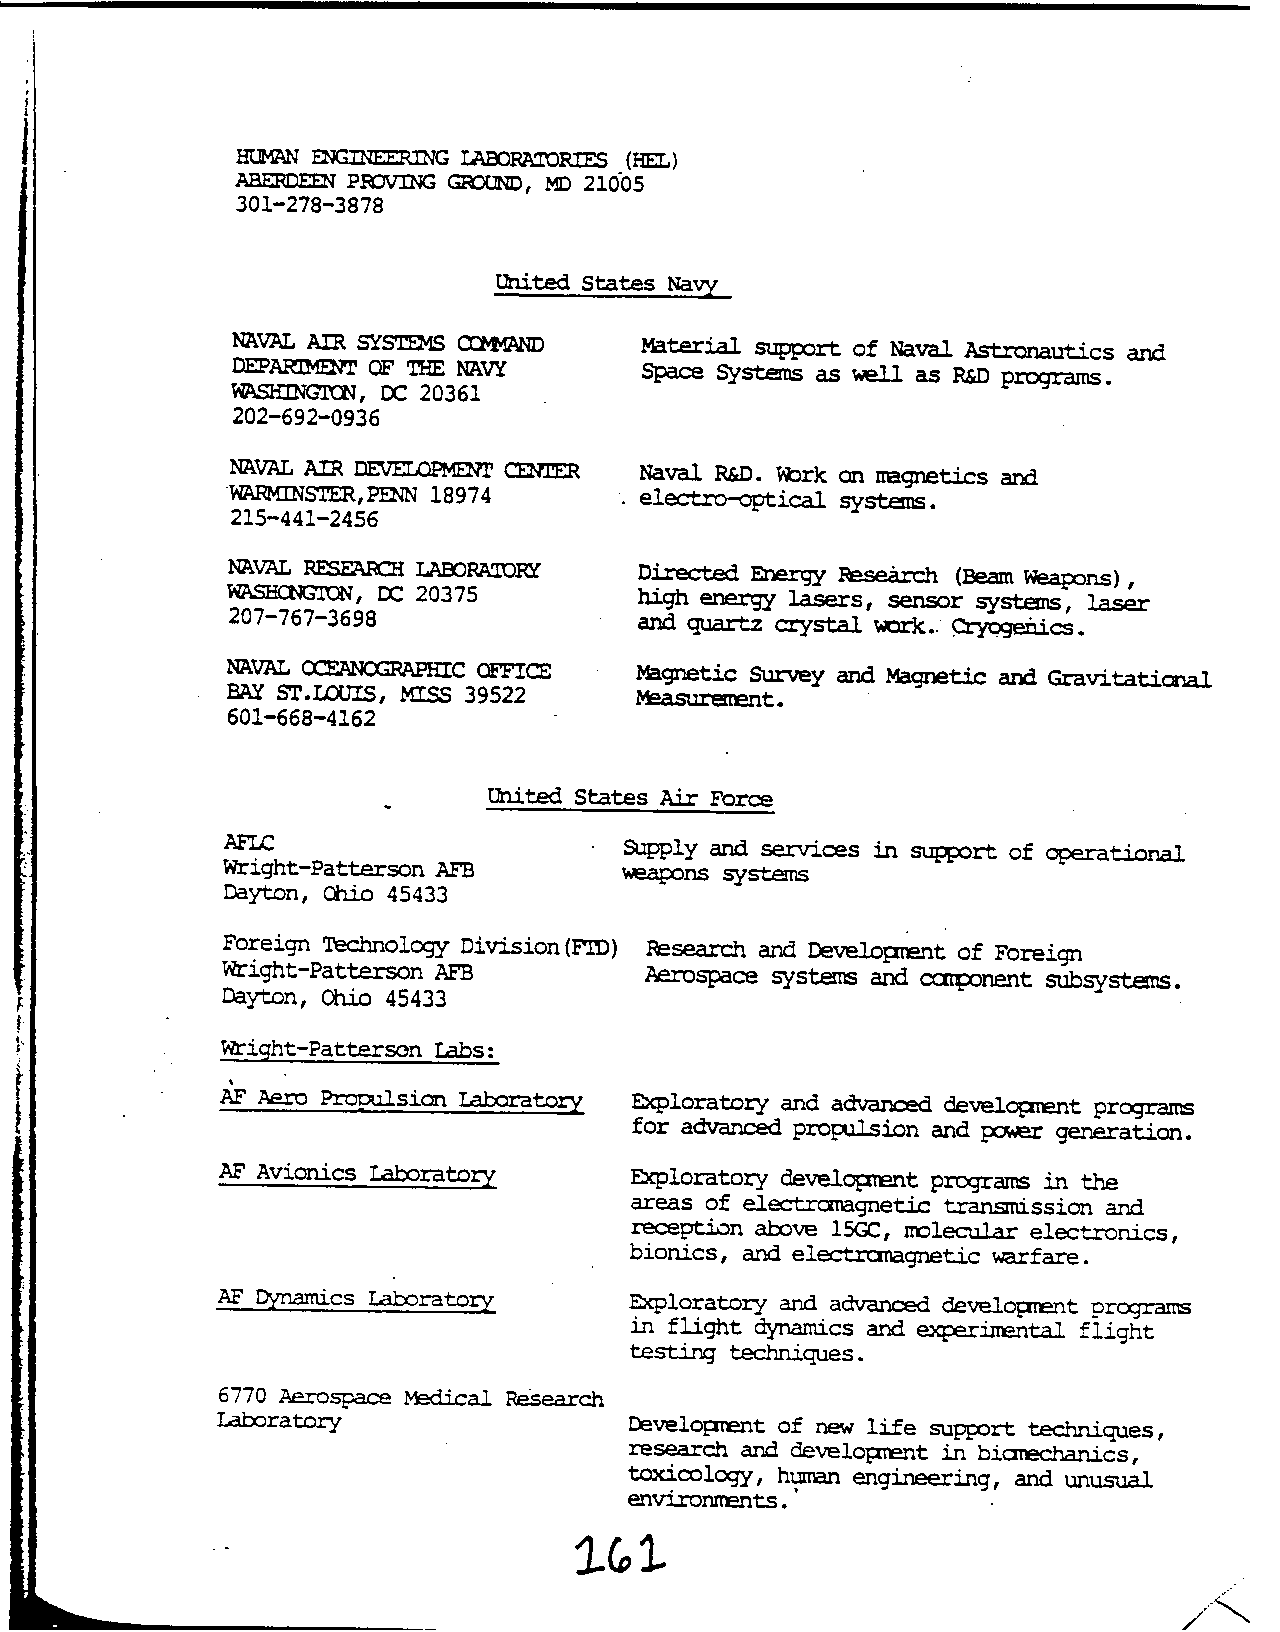 HUMAN ENGINEERING LABORATORIES (HEL)
ABERDEEN PROVING GROUND, MD 21005
301-278-3878
United States Navy
NAVAL AIR SYSTEMS COMMAND
DEPARTMENT OF THE NAVY
WASHINGTON, DC 20361
202-692-0936
Material support of Naval Astronautics and
Space Systems as well as R&D programs.
NAVAL AIR DEVELOPMENT CENTER
WARMINSTER,PENN 18974
215-441-2456
Naval R&D. Work on magnetics and
electro-optical systems.
NAVAL RESEARCH LABORATORY
WASHONGTON, DC 20375
207-767-3698
Directed Energy Research (Beam Weapons),
high energy lasers, sensor systems, laser
and quartz crystal work. Cryogenics.
NAVAL OCEANOGRAPHIC OFFICE
BAY ST.LOUIS, MISS 39522
601-668-4162
Magnetic Survey and Magnetic and Gravitational
Measurement.
United States Air Force
AFLC
Wright-Patterson AFB
Dayton, Ohio 45433
Supply and services in support of operational
weapons systems
Foreign Technology Division(FTD)
Wright-Patterson AFB
Dayton, Ohio 45433
Research and Development of Foreign
Aerospace systems and component subsystems.
Wright-Patterson Labs:
AF Aero Propulsion Laboratory
Exploratory and advanced development programs
for advanced propulsion and power generation.
AF Avionics Laboratory
Exploratory development programs in the
areas of electromagnetic transmission and
reception above 15GC, molecular electronics,
bionics, and electromagnetic warfare.
AF Dynamics Laboratory
Exploratory and advanced development programs
in flight dynamics and experimental flight
testing techniques.
6770 Aerospace Medical Research
Laboratory
Development of new life support techniques,
research and development in biomechanics,
toxicology, human engineering, and unusual
environments.
161